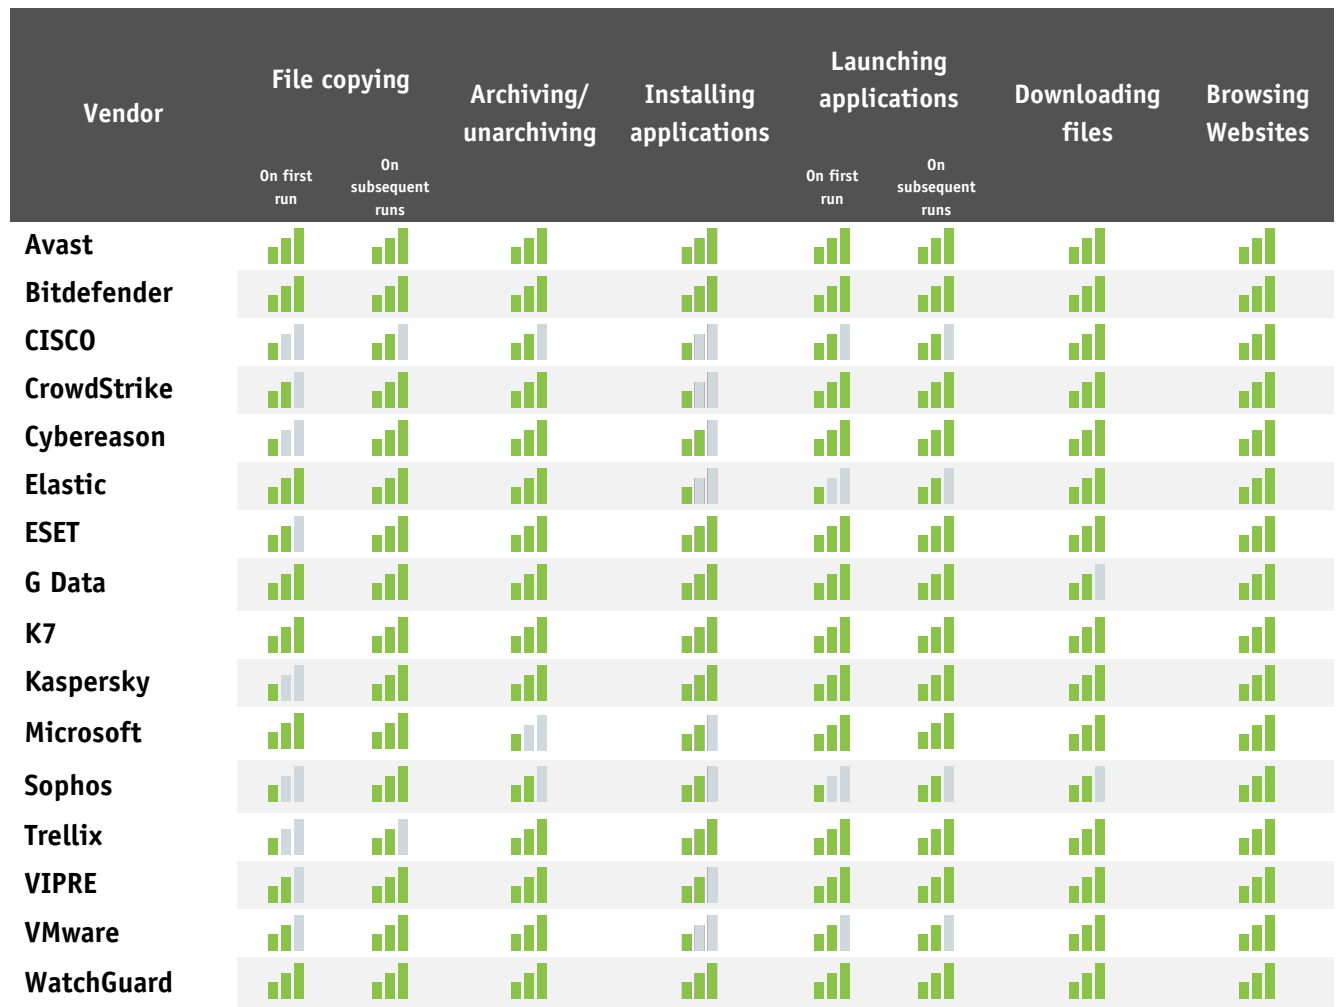 Vendor
File copying
On first
run
On
subsequent
runs
Archiving/
unarchiving
Installing
applications
Launching
applications
On first
run
On
subsequent
runs
Downloading
files
Browsing
Websites
Avast
Bitdefender
CISCO
CrowdStrike
Cybereason
Elastic
ESET
G Data
K7
Kaspersky
Microsoft
Sophos
Trellix
VIPRE
VMware
WatchGuard